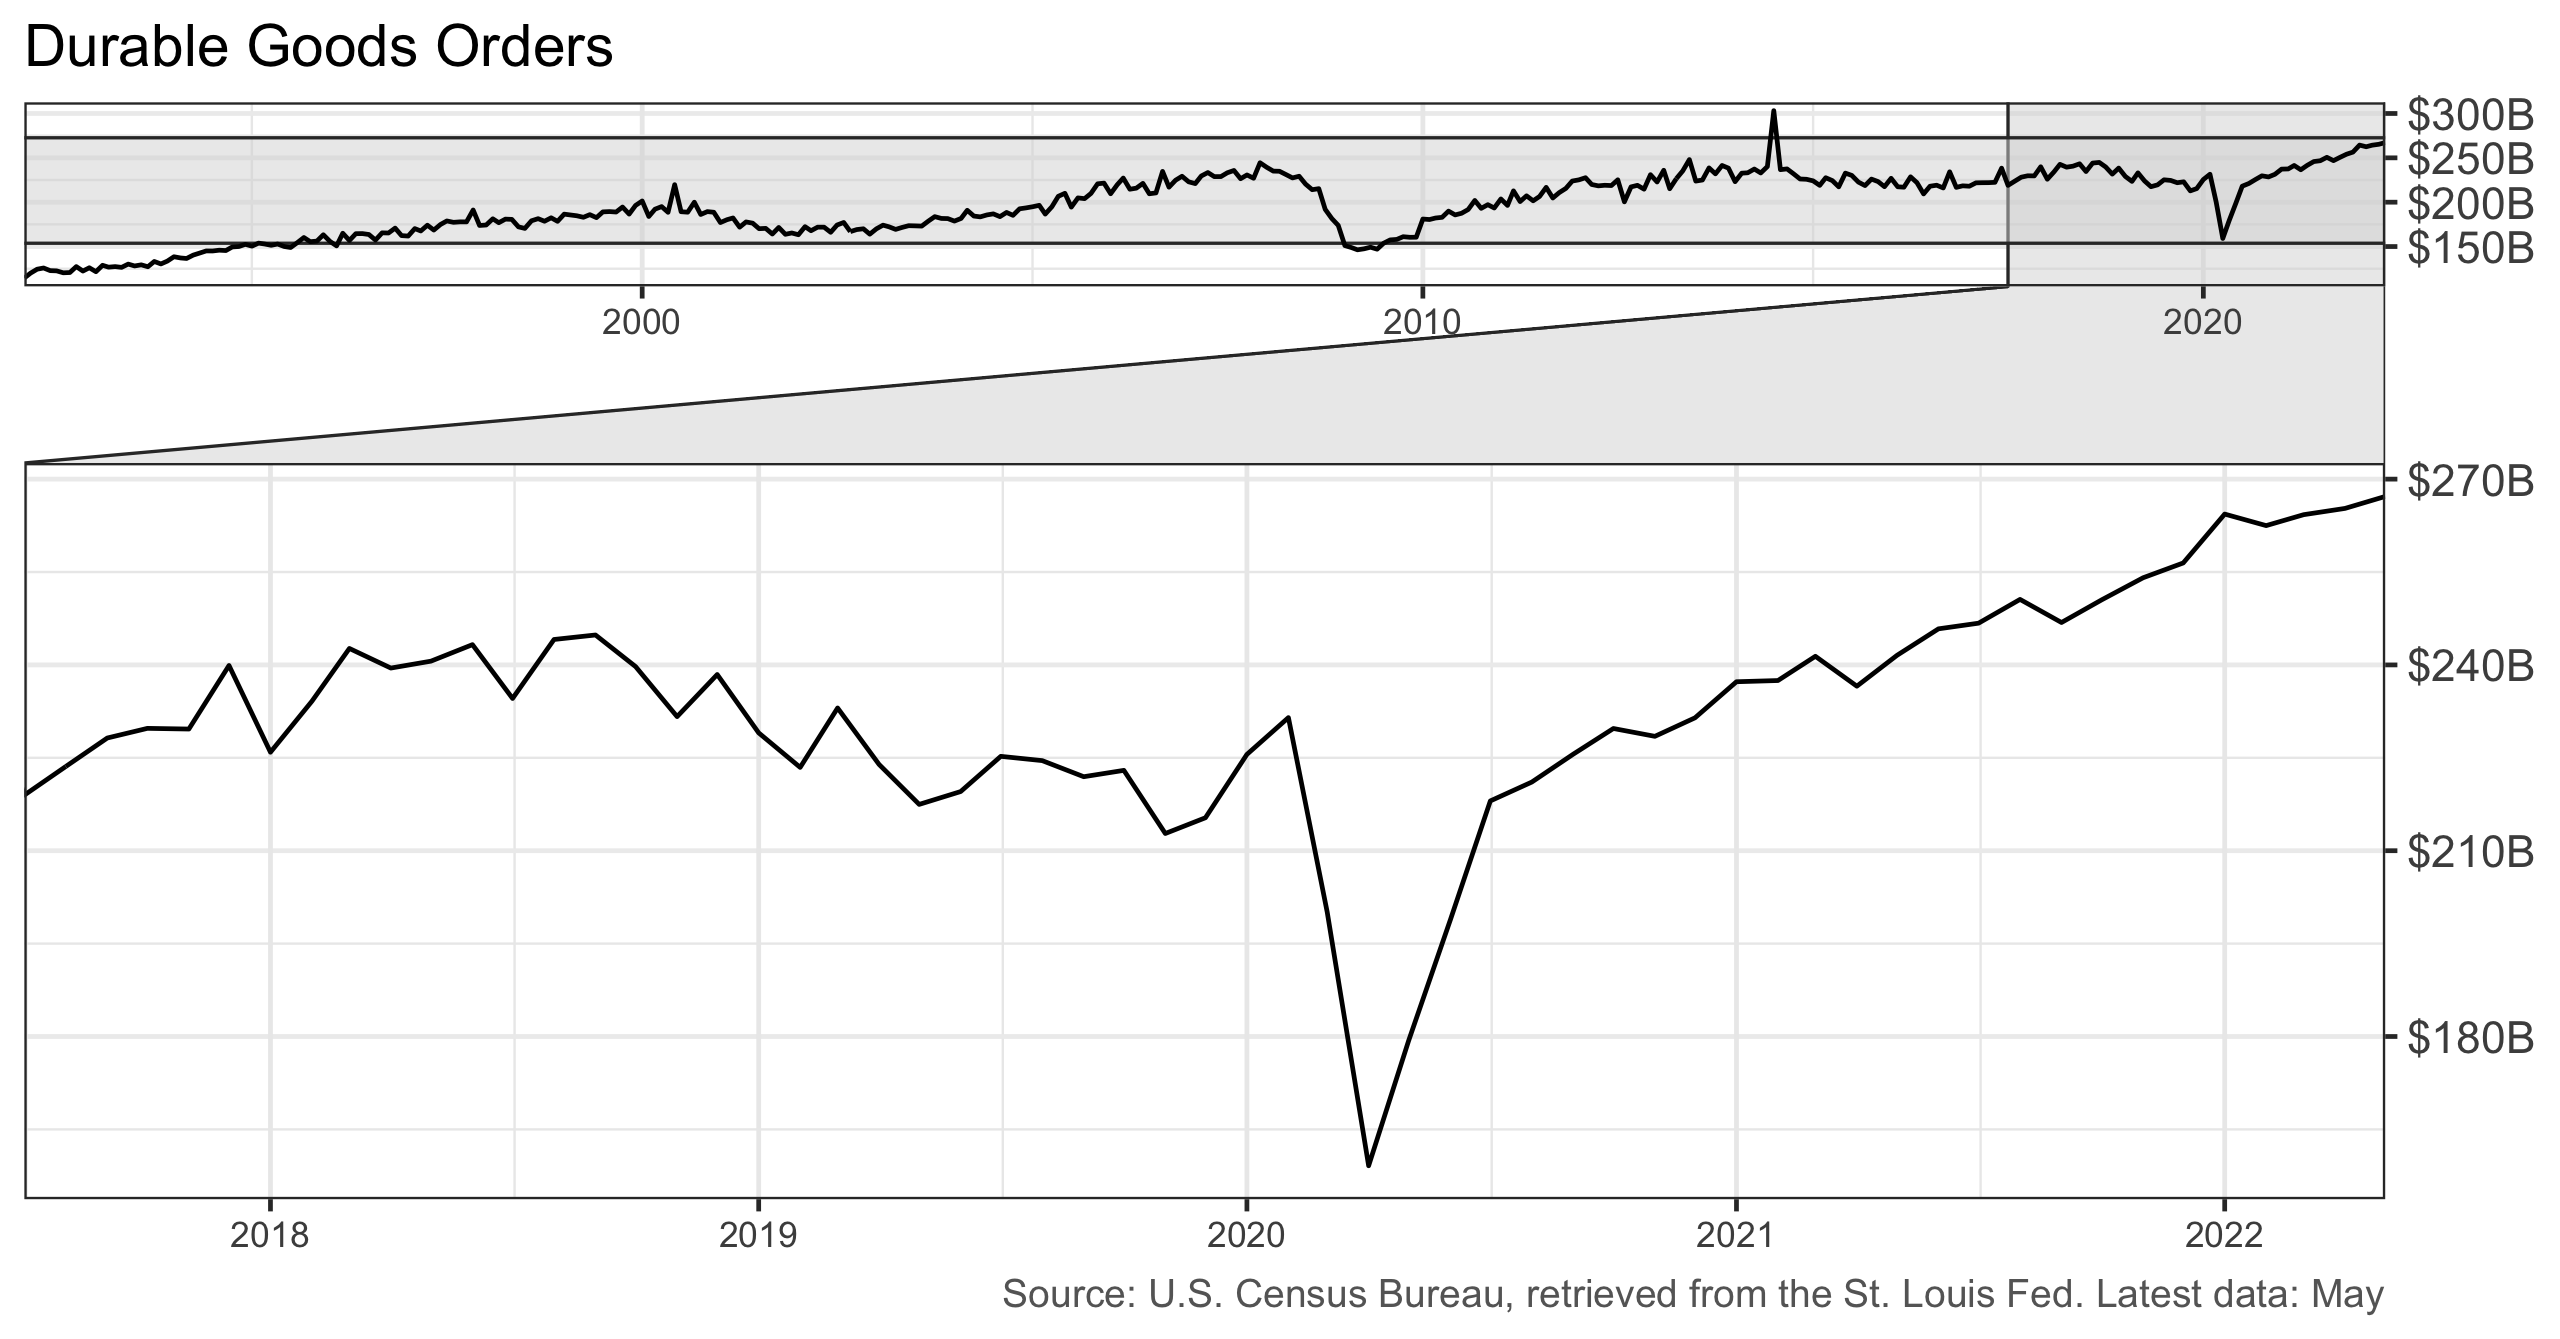 Durable Goods Orders
$300B
$250B
$200B
$150B
2000 2010 2020
$270B
$240B
$210B
$180B
2018 2019 2020 2021 2022
Source: U.S. Census Bureau, retrieved from the St. Louis Fed. Latest data: May